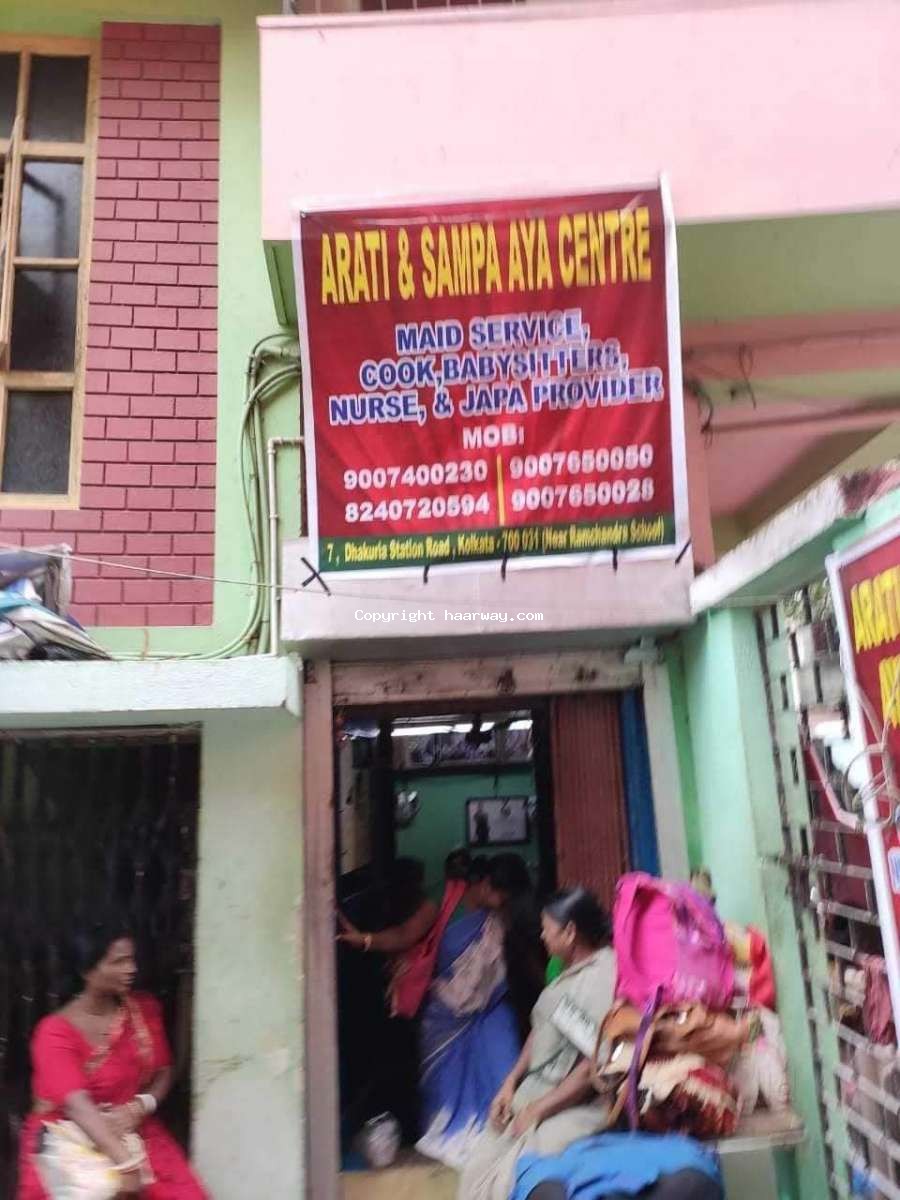 ARATI & SAMPA AYA CENTRE
MAID SERVICE,
COOK,BABYSITTERS,
NURSE, & JAPA PROVIDER
MOB:
9007400230 9007650050
8240720594 9007650028
7, Dhakuria Station Road, Kolkata - 700 031 (Near Ramchandra School)
Copyright haarway.com
ARATI